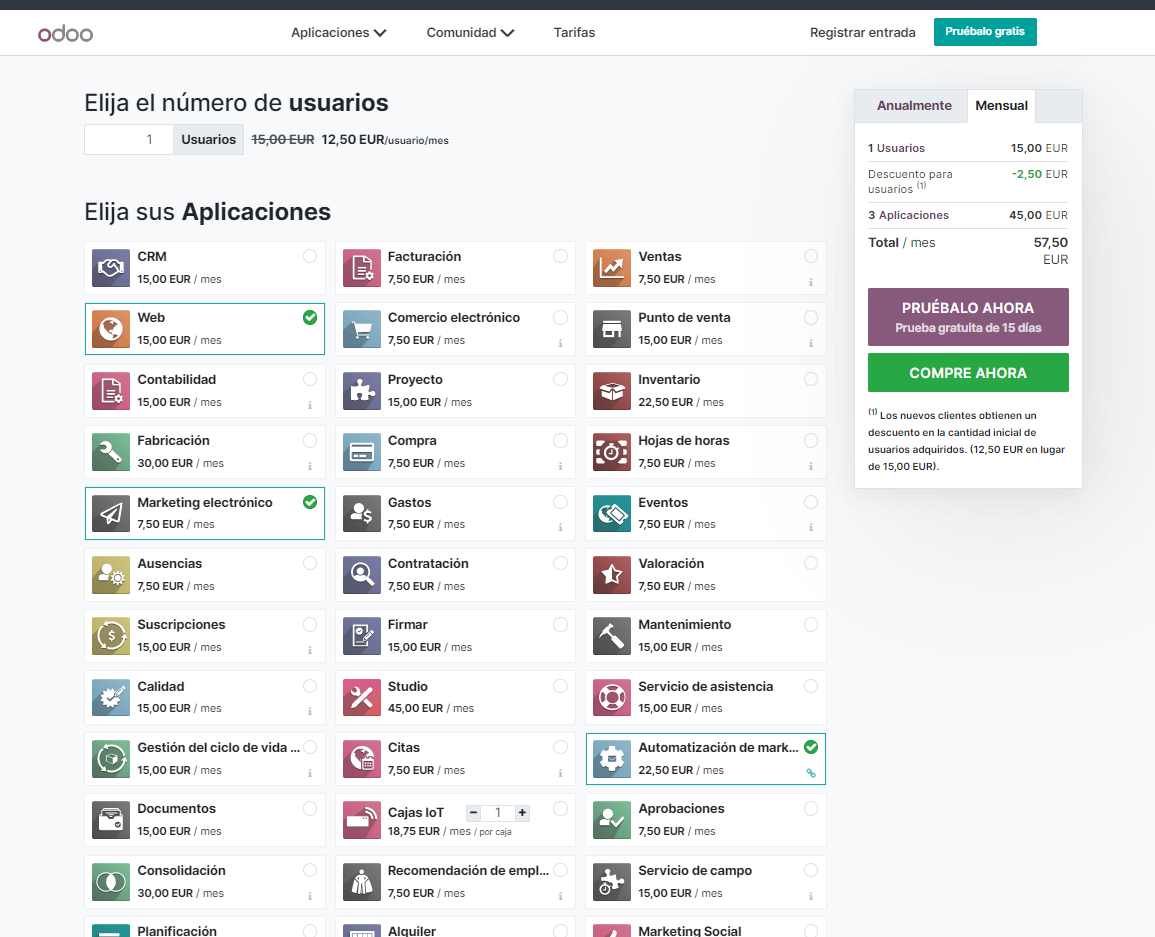 odoo
Aplicaciones
Comunidad
Tarifas
Registrar entrada
Pruébalo gratis
Elija el número de usuarios
1 Usuarios 15,00 EUR 12,50 EUR/usuario/mes
Elija sus Aplicaciones
CRM
15,00 EUR / mes
Facturación
7,50 EUR / mes
Ventas
7,50 EUR / mes
Web
15,00 EUR / mes
Comercio electrónico
7,50 EUR / mes
Punto de venta
15,00 EUR / mes
Contabilidad
15,00 EUR / mes
Proyecto
15,00 EUR / mes
Inventario
22,50 EUR / mes
Fabricación
30,00 EUR / mes
Compra
7,50 EUR / mes
Hojas de horas
7,50 EUR / mes
Marketing electrónico
7,50 EUR / mes
Gastos
7,50 EUR / mes
Eventos
7,50 EUR / mes
Ausencias
7,50 EUR / mes
Contratación
7,50 EUR / mes
Valoración
7,50 EUR / mes
Suscripciones
15,00 EUR / mes
Firmar
15,00 EUR / mes
Mantenimiento
15,00 EUR / mes
Calidad
15,00 EUR / mes
Studio
45,00 EUR / mes
Servicio de asistencia
15,00 EUR / mes
Gestión del ciclo de vida ...
15,00 EUR / mes
Citas
7,50 EUR / mes
Automatización de mark...
22,50 EUR / mes
Documentos
15,00 EUR / mes
Cajas IoT - 1 +
18,75 EUR / mes / por caja
Aprobaciones
7,50 EUR / mes
Consolidación
30,00 EUR / mes
Recomendación de empl...
7,50 EUR / mes
Servicio de campo
15,00 EUR / mes
Planificación
Alquiler
Marketing Social
Anualmente
Mensual
1 Usuarios 15,00 EUR
Descuento para -2,50 EUR
usuarios (1)
3 Aplicaciones 45,00 EUR
Total / mes 57,50
EUR
PRUÉBALO AHORA
Prueba gratuita de 15 días
COMPRE AHORA
(1) Los nuevos clientes obtienen un
descuento en la cantidad inicial de
usuarios adquiridos. (12,50 EUR en lugar
de 15,00 EUR).